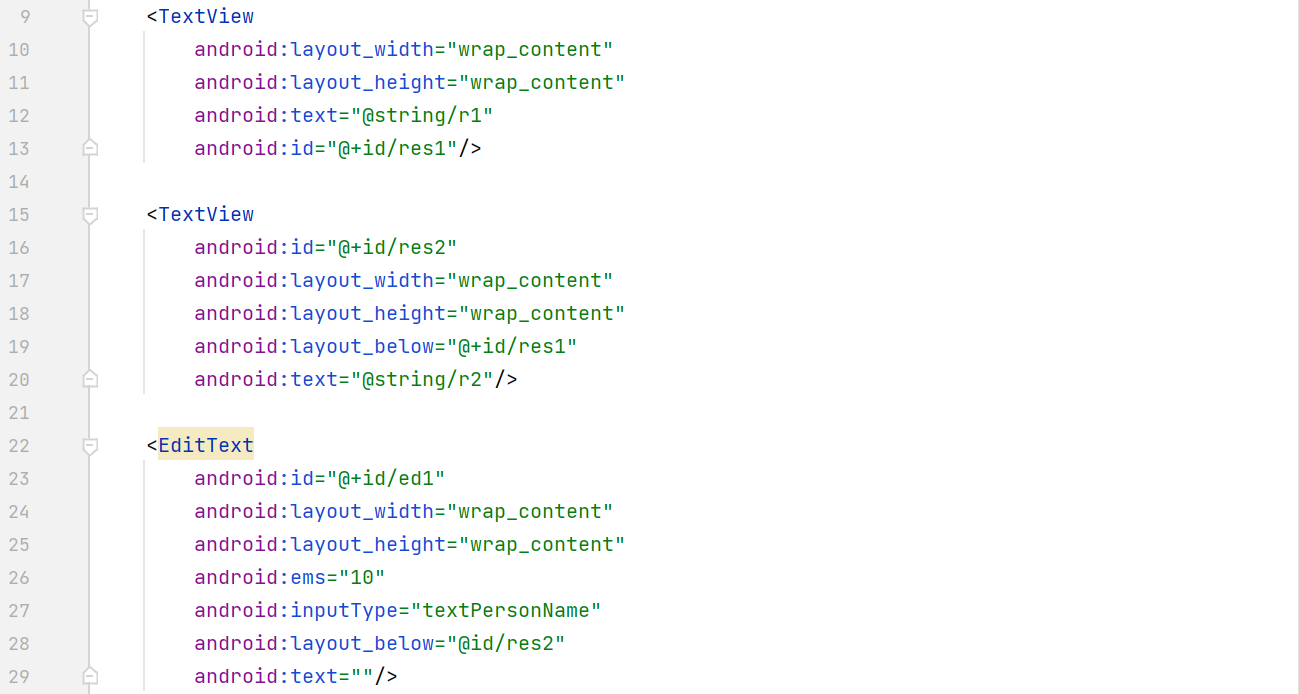 9 <TextView
10 android:layout_width="wrap_content"
11 android:layout_height="wrap_content"
12 android:text="@string/r1"
13 android:id="@+id/res1"/>
14
15 <TextView
16 android:id="@+id/res2"
17 android:layout_width="wrap_content"
18 android:layout_height="wrap_content"
19 android:layout_below="@+id/res1"
20 android:text="@string/r2"/>
21
22 <EditText
23 android:id="@+id/ed1"
24 android:layout_width="wrap_content"
25 android:layout_height="wrap_content"
26 android:ems="10"
27 android:inputType="textPersonName"
28 android:layout_below="@id/res2"
29 android:text=""/>